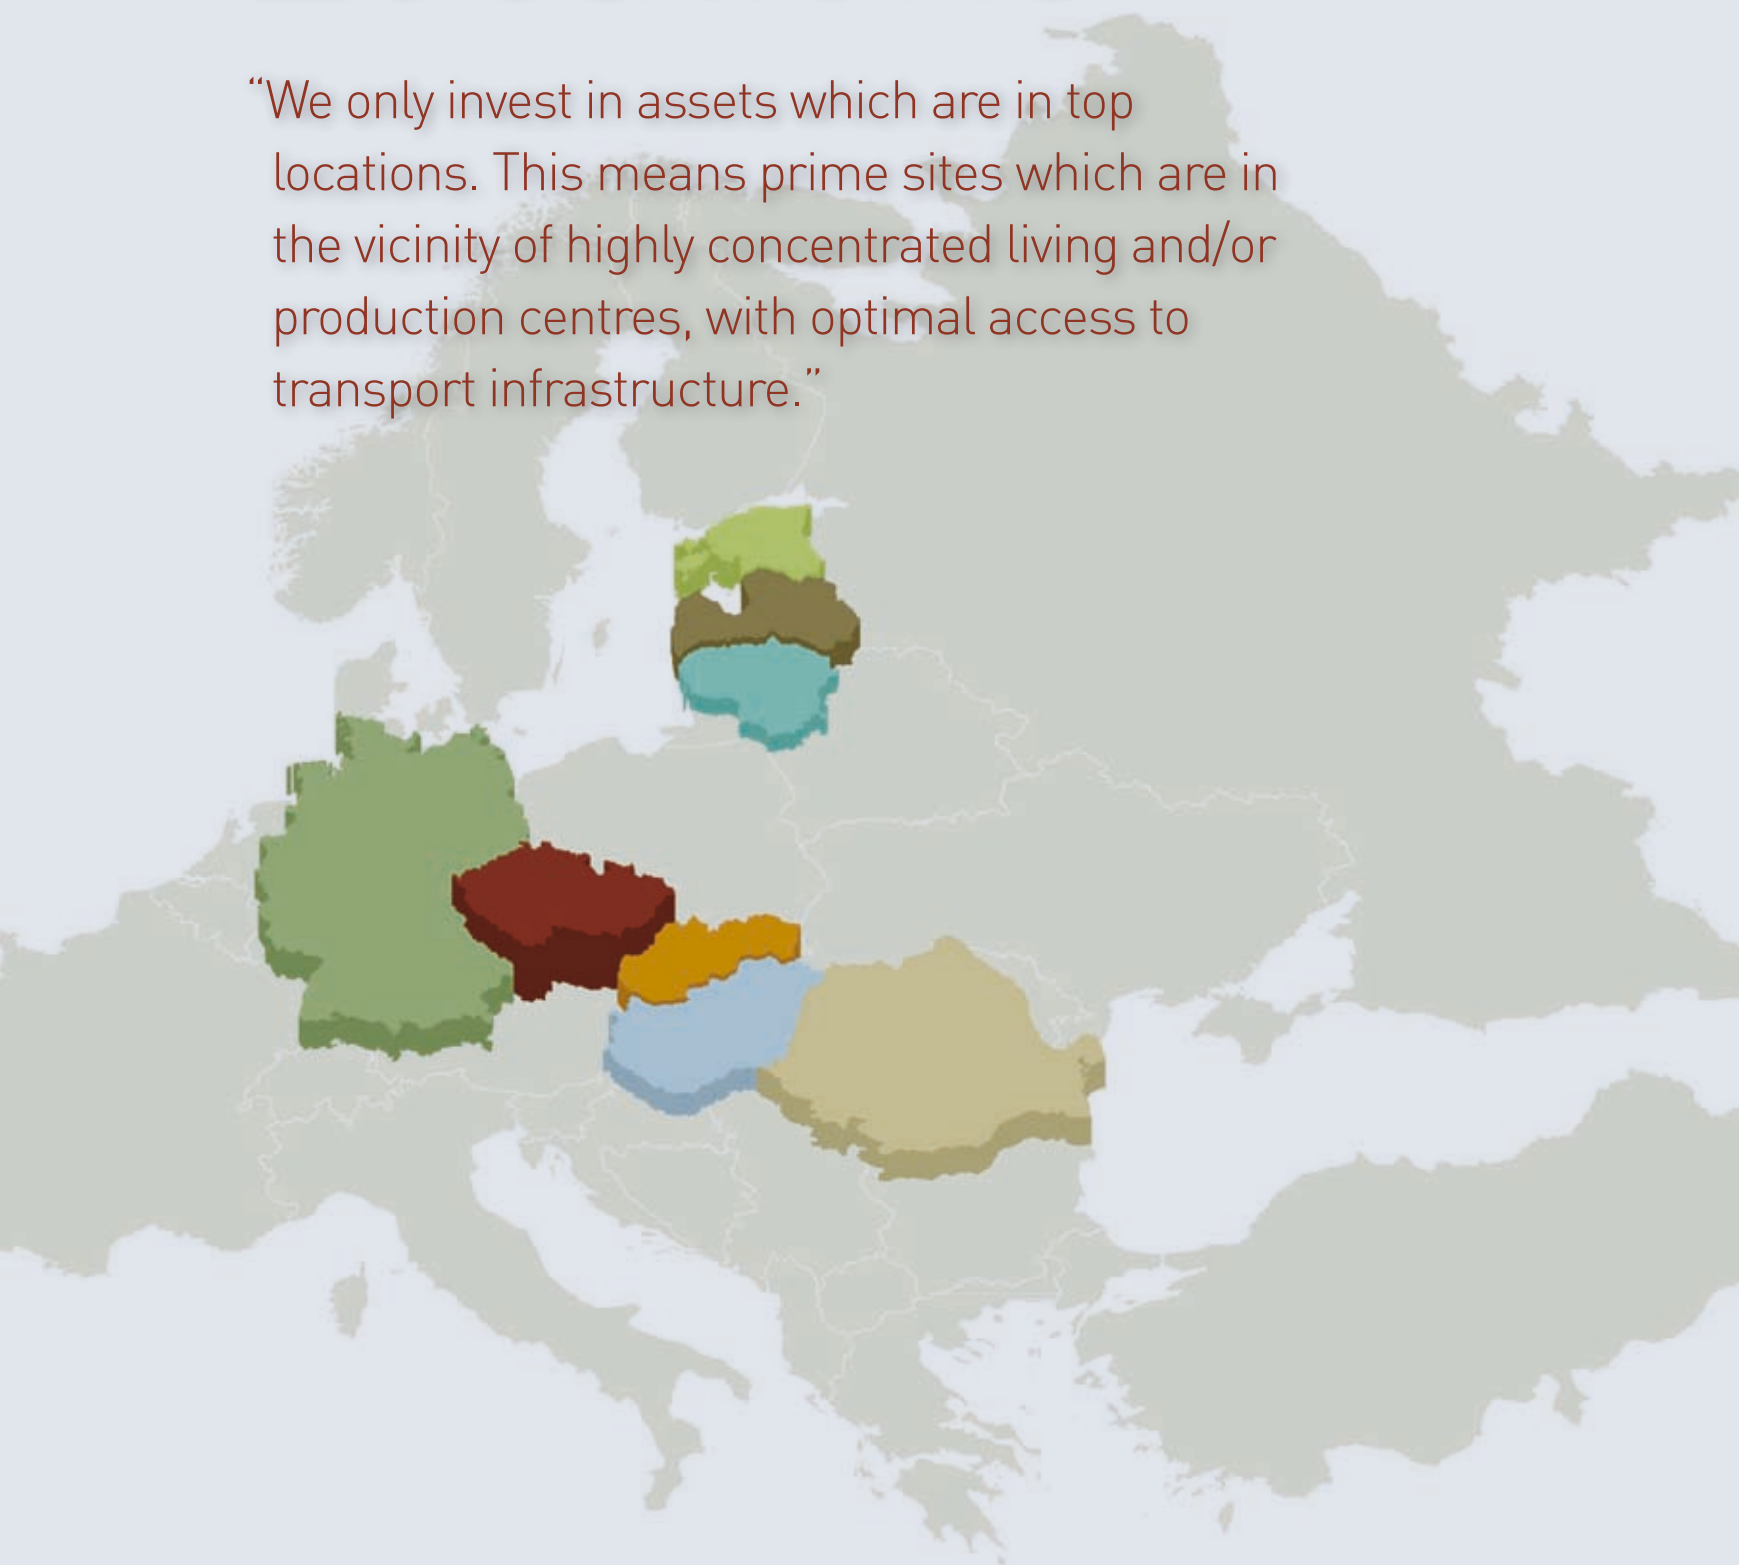 “We only invest in assets which are in top
locations. This means prime sites which are in
the vicinity of highly concentrated living and/or
production centres, with optimal access to
transport infrastructure.”